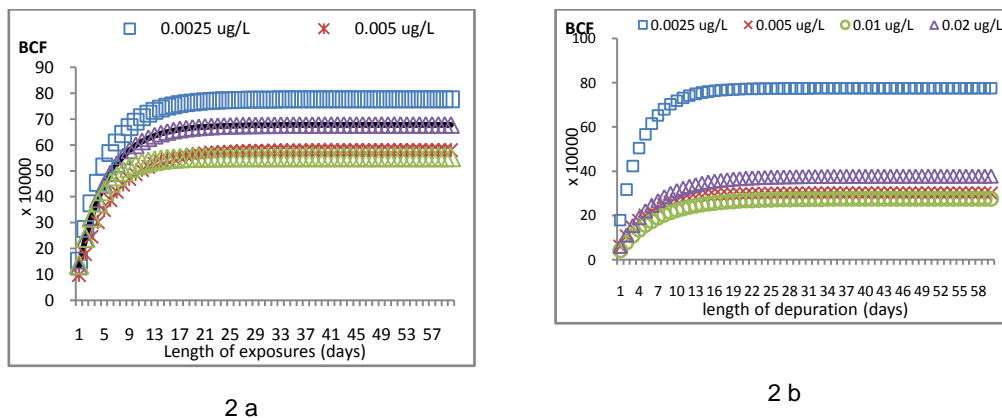 0.0025 ug/L 0.005 ug/L
BCF
90
80
70
60
50
40
30
20
10
0
x 10000
1 5 9 13 17 21 25 29 33 37 41 45 49 53 57
Length of exposures (days)
2 a
BCF
0.0025 ug/L 0.005 ug/L 0.01 ug/L 0.02 ug/L
100
80
60
40
20
0
x 10000
1 4 7 10 13 16 19 22 25 28 31 34 37 40 43 46 49 52 55 58
length of depuration (days)
2 b